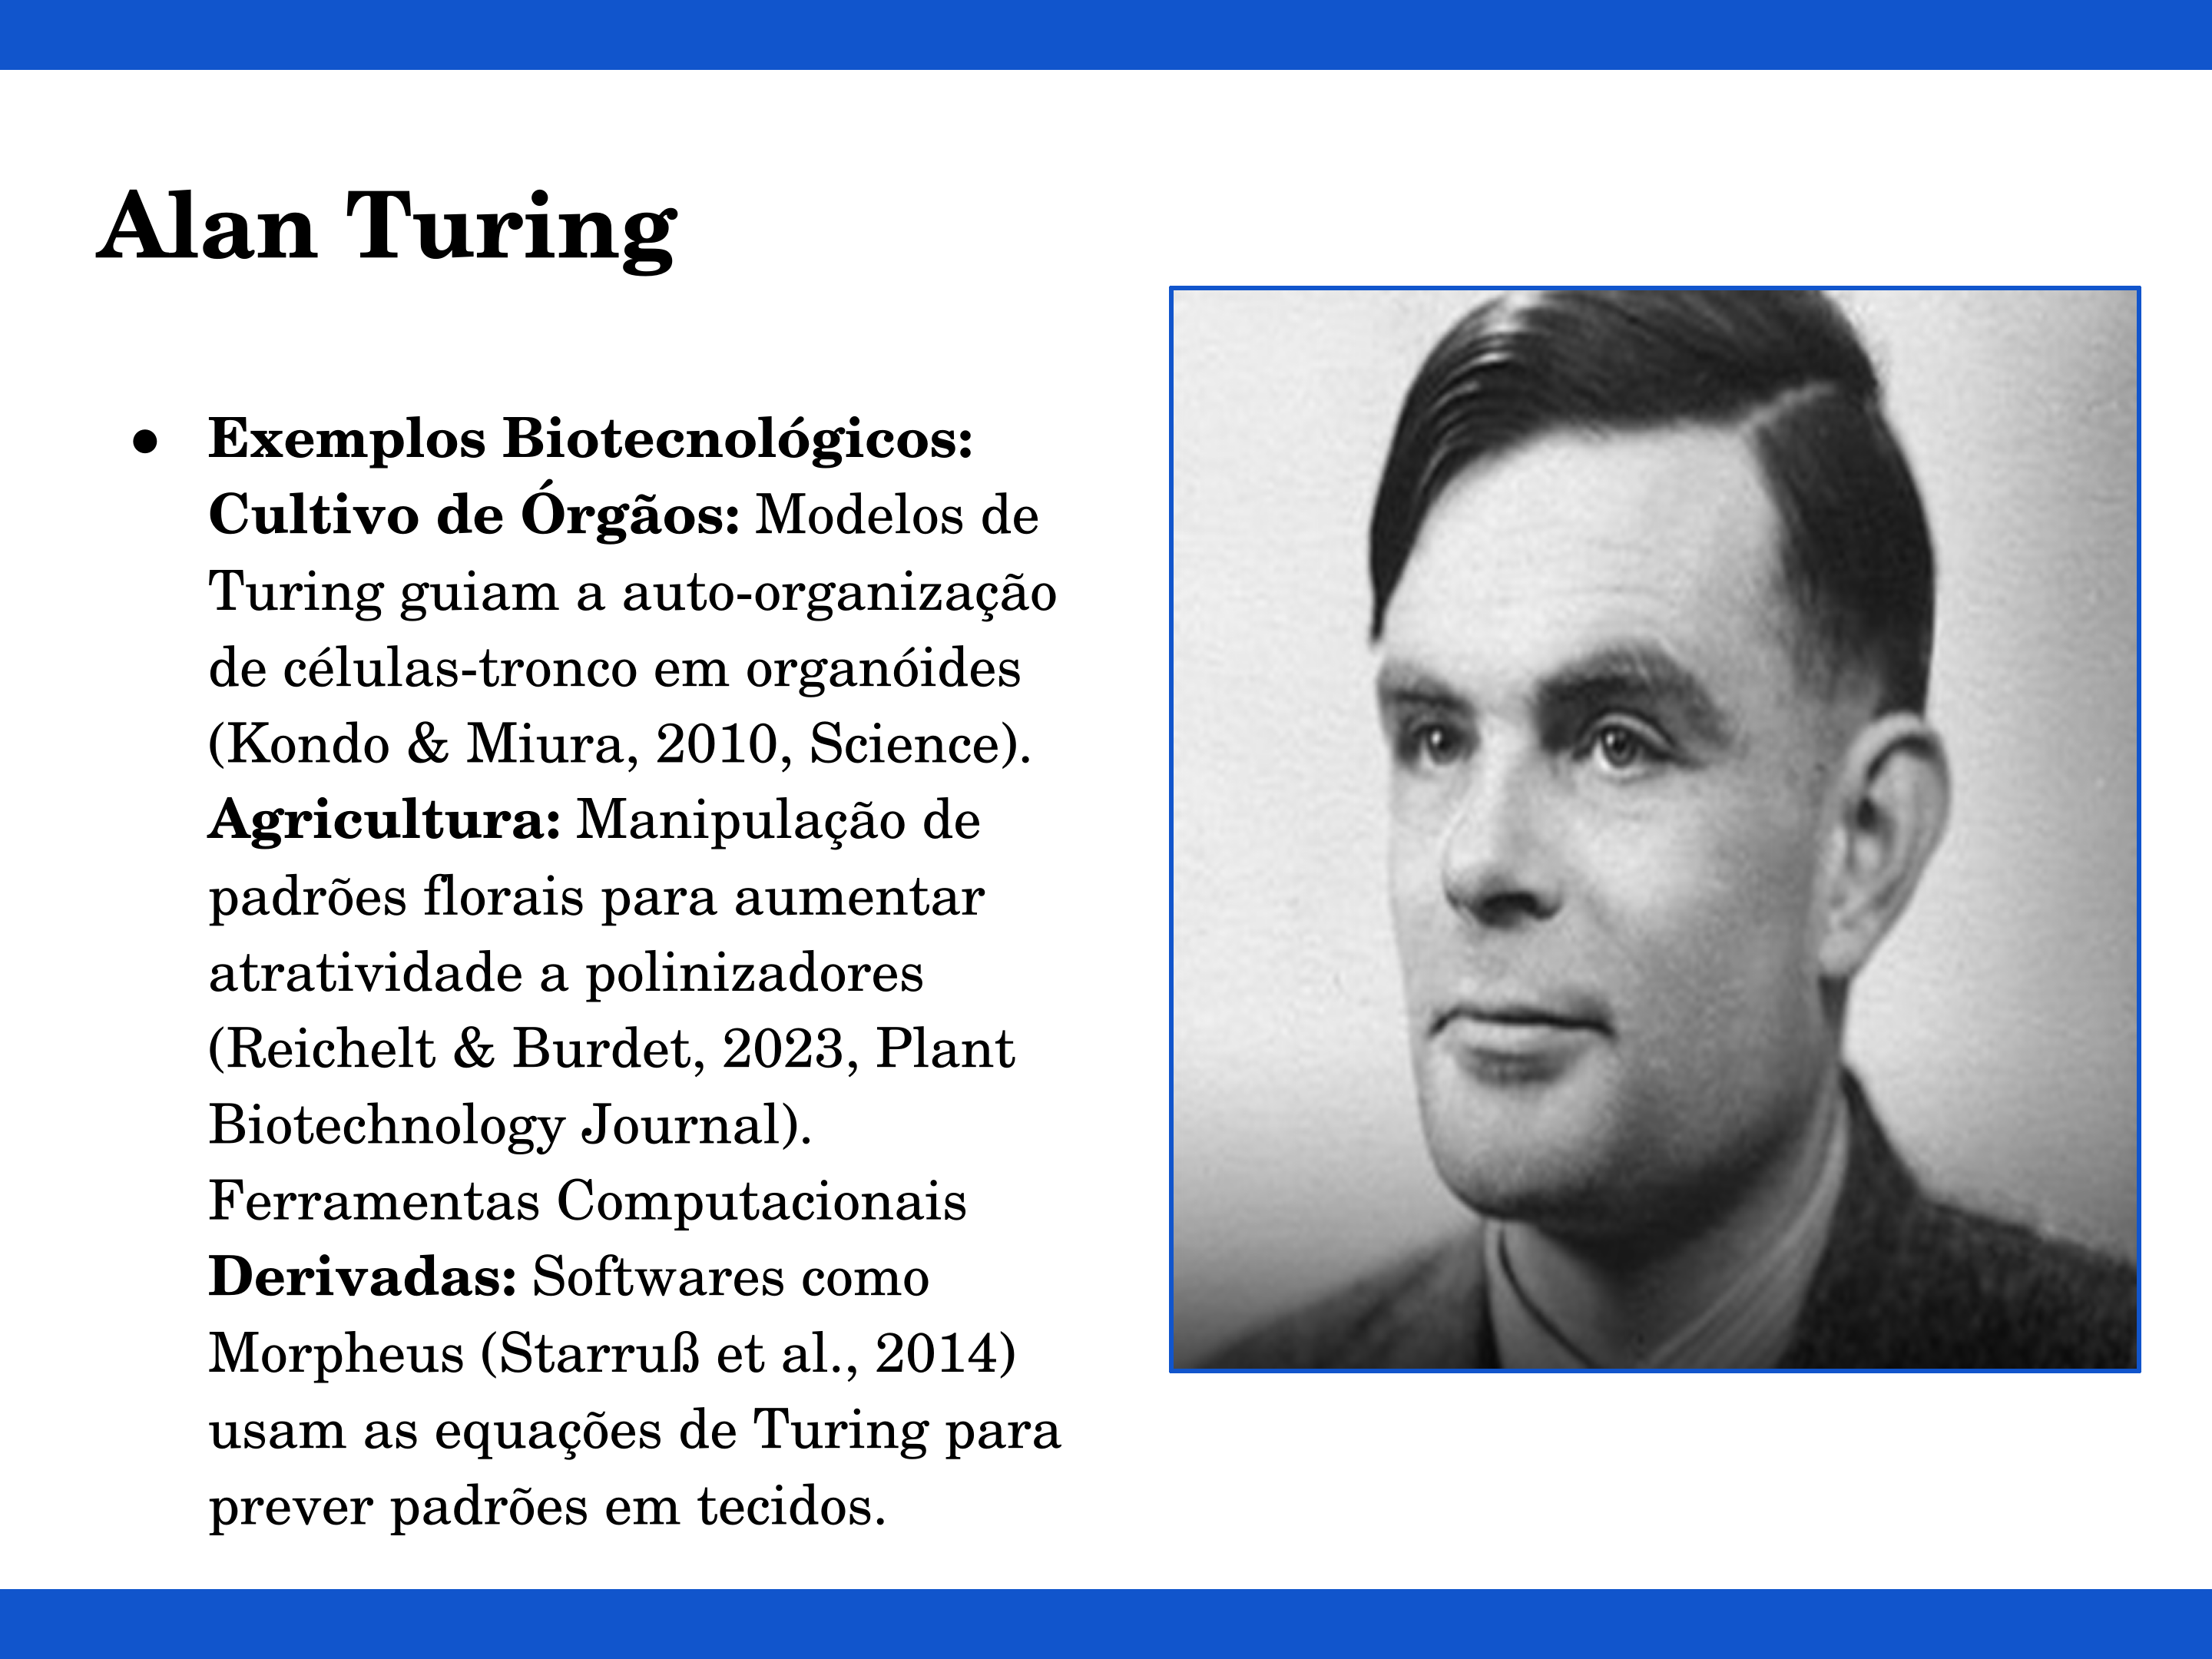 Alan Turing
● Exemplos Biotecnológicos:
Cultivo de Órgãos: Modelos de
Turing guiam a auto-organização
de células-tronco em organóides
(Kondo & Miura, 2010, Science).
Agricultura: Manipulação de
padrões florais para aumentar
atratividade a polinizadores
(Reichelt & Burdet, 2023, Plant
Biotechnology Journal).
Ferramentas Computacionais
Derivadas: Softwares como
Morpheus (Starruß et al., 2014)
usam as equações de Turing para
prever padrões em tecidos.